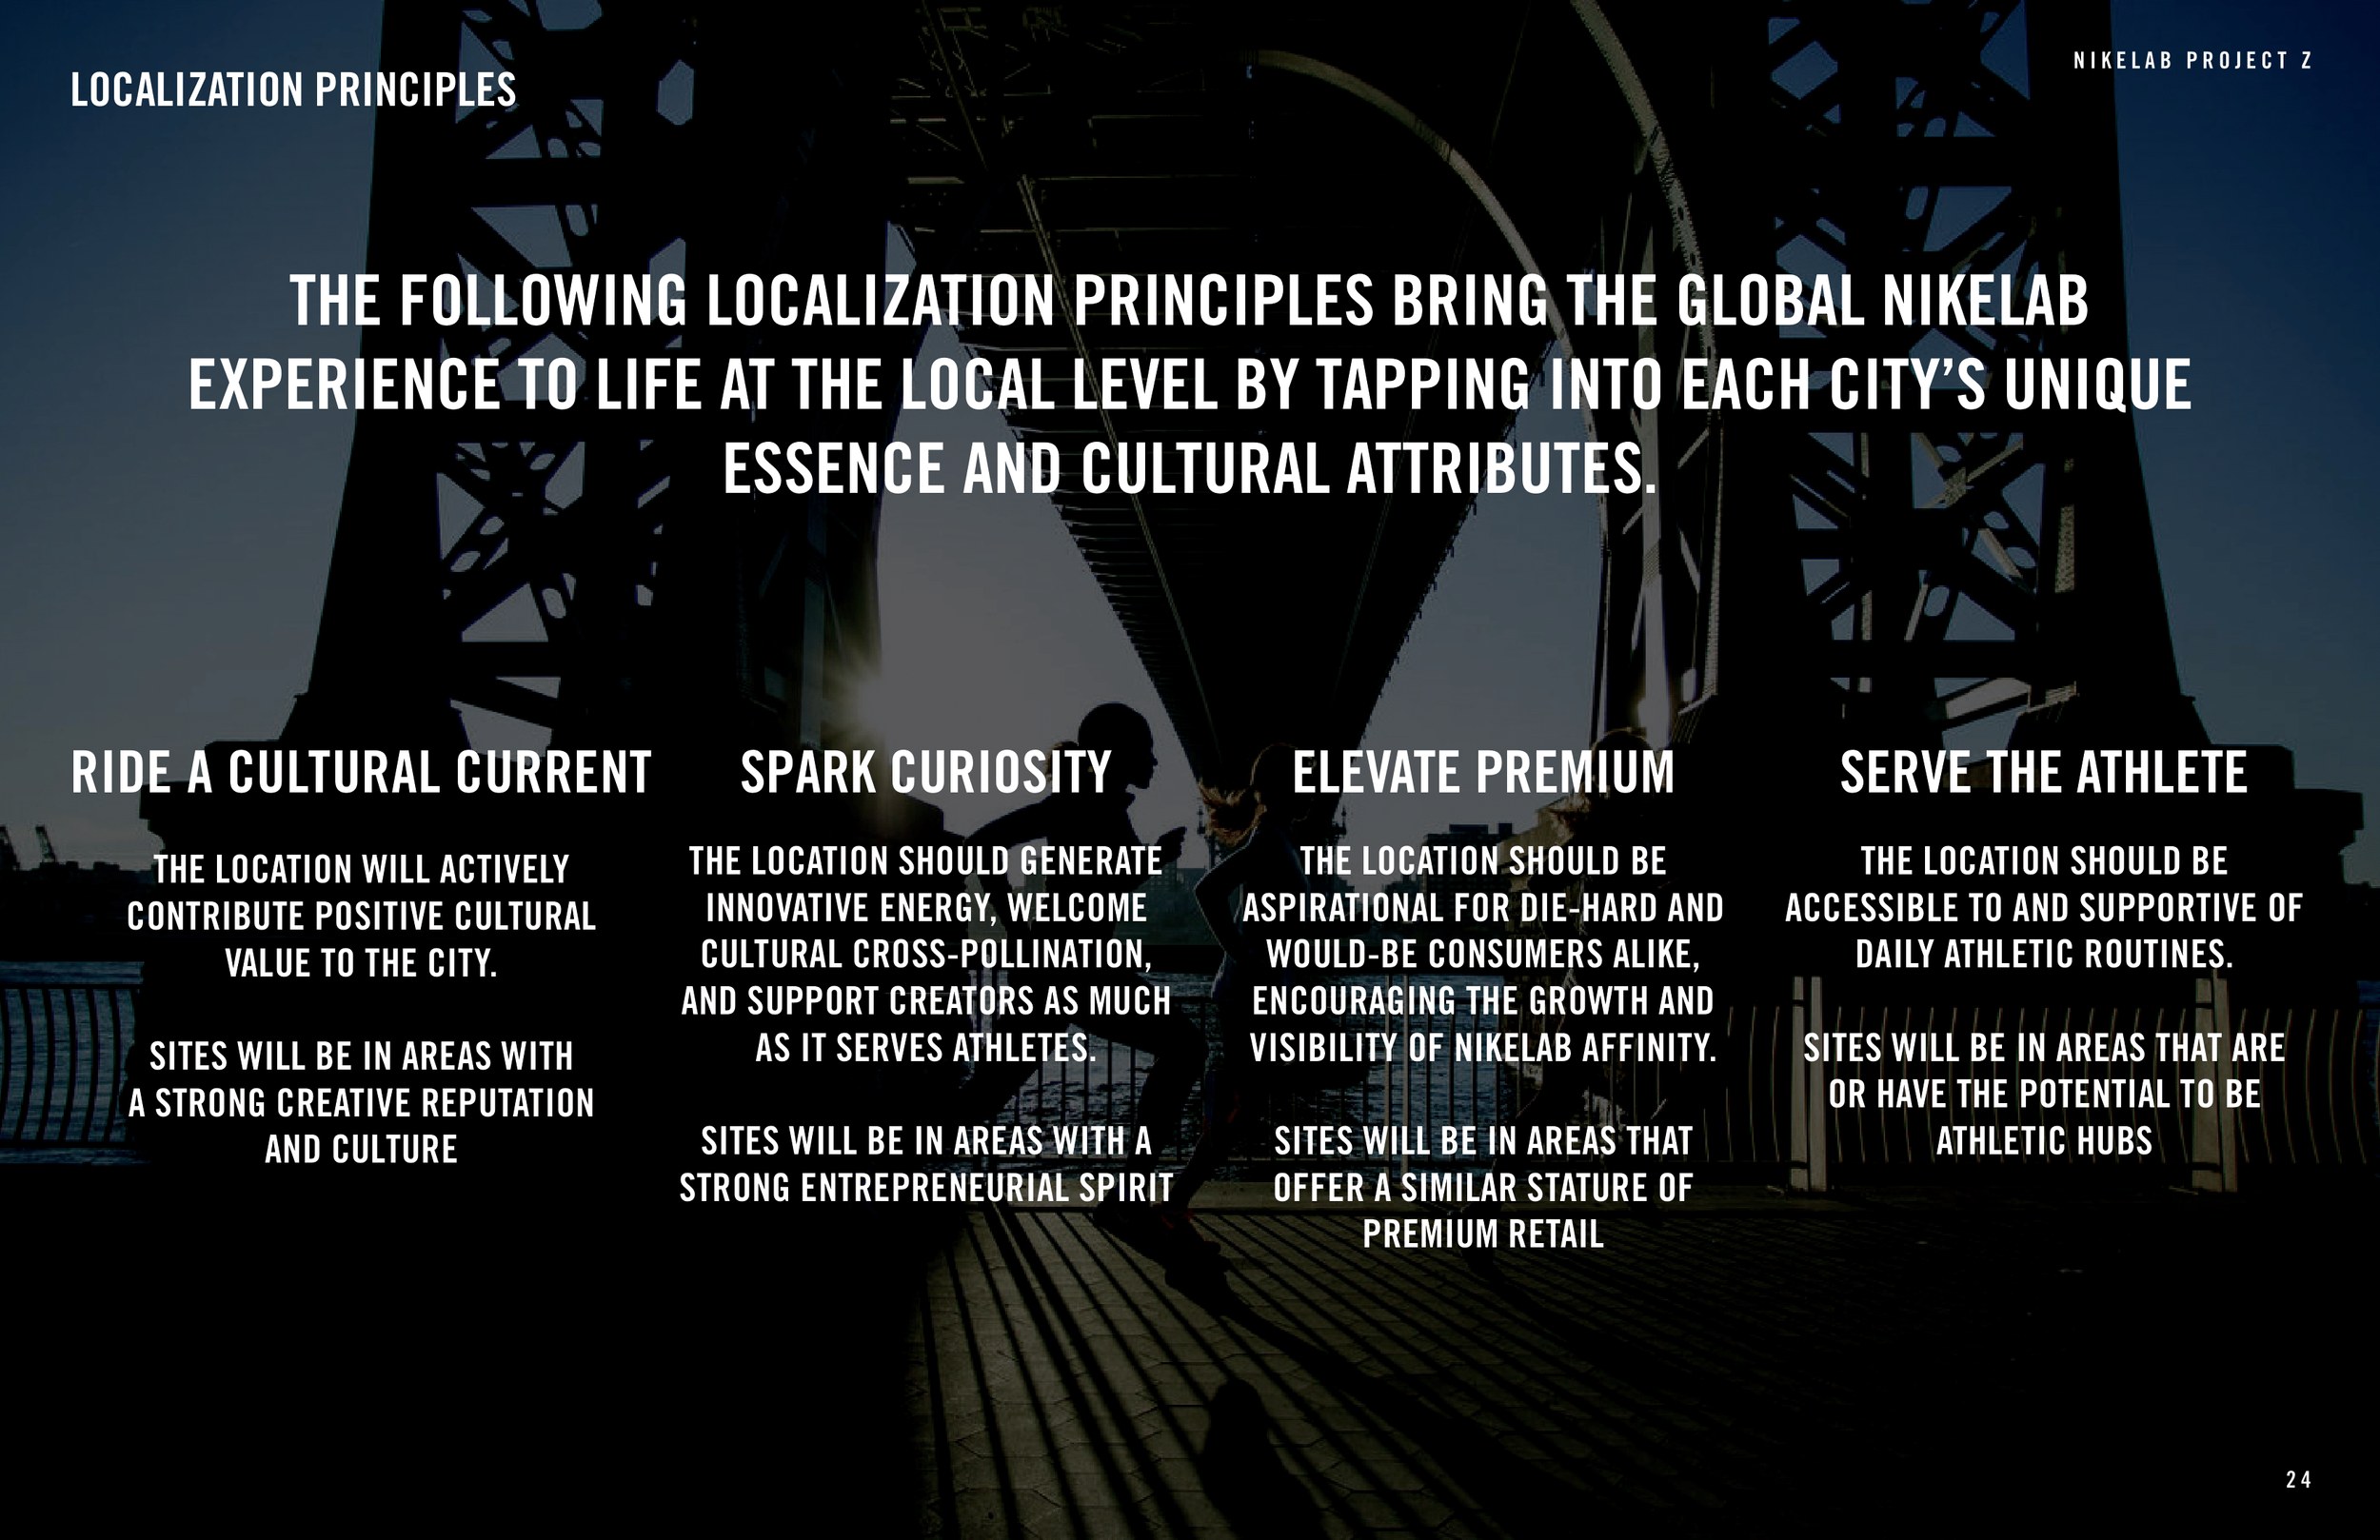 LOCALIZATION PRINCIPLES
NIKELAB PROJECT Z
THE FOLLOWING LOCALIZATION PRINCIPLES BRING THE GLOBAL NIKELAB
EXPERIENCE TO LIFE AT THE LOCAL LEVEL BY TAPPING INTO EACH CITY’S UNIQUE
ESSENCE AND CULTURAL ATTRIBUTES.
RIDE A CULTURAL CURRENT
THE LOCATION WILL ACTIVELY
CONTRIBUTE POSITIVE CULTURAL
VALUE TO THE CITY.
SITES WILL BE IN AREAS WITH
A STRONG CREATIVE REPUTATION
AND CULTURE
SPARK CURIOSITY
THE LOCATION SHOULD GENERATE
INNOVATIVE ENERGY, WELCOME
CULTURAL CROSS-POLLINATION,
AND SUPPORT CREATORS AS MUCH
AS IT SERVES ATHLETES.
SITES WILL BE IN AREAS WITH A
STRONG ENTREPRENEURIAL SPIRIT
ELEVATE PREMIUM
THE LOCATION SHOULD BE
ASPIRATIONAL FOR DIE-HARD AND
WOULD-BE CONSUMERS ALIKE,
ENCOURAGING THE GROWTH AND
VISIBILITY OF NIKELAB AFFINITY.
SITES WILL BE IN AREAS THAT
OFFER A SIMILAR STATURE OF
PREMIUM RETAIL
SERVE THE ATHLETE
THE LOCATION SHOULD BE
ACCESSIBLE TO AND SUPPORTIVE OF
DAILY ATHLETIC ROUTINES.
SITES WILL BE IN AREAS THAT ARE
OR HAVE THE POTENTIAL TO BE
ATHLETIC HUBS
24